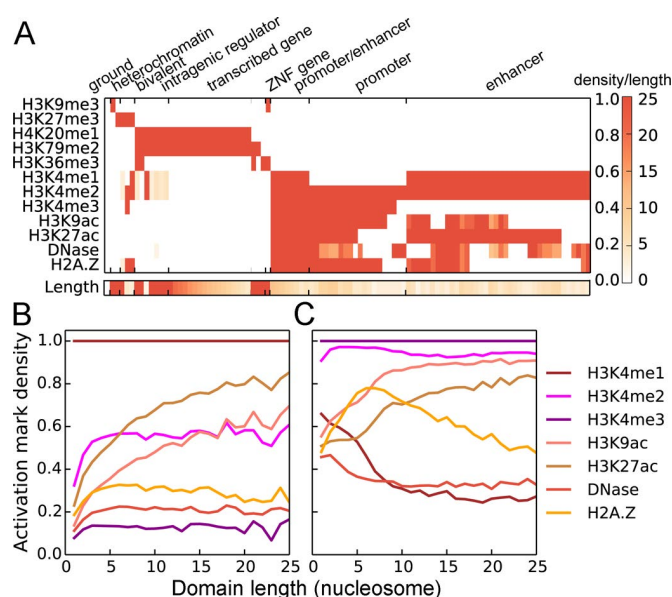 A
ground
heterochromatin
bivalent
intragenic regulator
transcribed gene
ZNF gene
promoter/enhancer
promoter
enhancer
density/length
H3K9me3
H3K27me3
H4K20me1
H3K79me2
H3K36me3
H3K4me1
H3K4me2
H3K4me3
H3K9ac
H3K27ac
DNase
H2A.Z
Length
1.0 25
0.8 20
0.6 15
0.4 10
0.2 5
0.0 0
B
C
Activation mark density
1.0
0.8
0.6
0.4
0.2
0.0
0 5 10 15 20 25
0 5 10 15 20 25
Domain length (nucleosome)
H3K4me1
H3K4me2
H3K4me3
H3K9ac
H3K27ac
DNase
H2A.Z